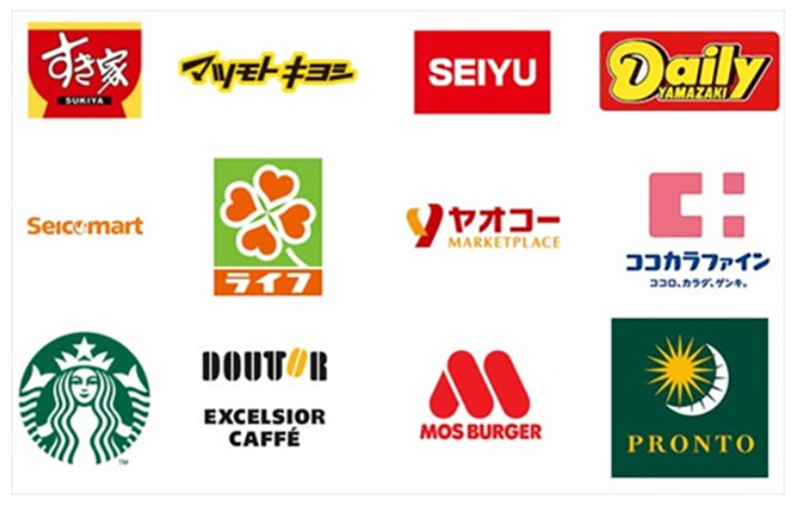 すき家
SUKIYA
マツモトキヨシ
SEIYU
Daily
YAMAZAKI
Seicomart
ライフ
ヤオコー
MARKETPLACE
ココカラファイン
ココロ、カラダ、ゲンキ。
TM
DOUTOR
EXCELSIOR
CAFFÉ
MOS BURGER
PRONTO